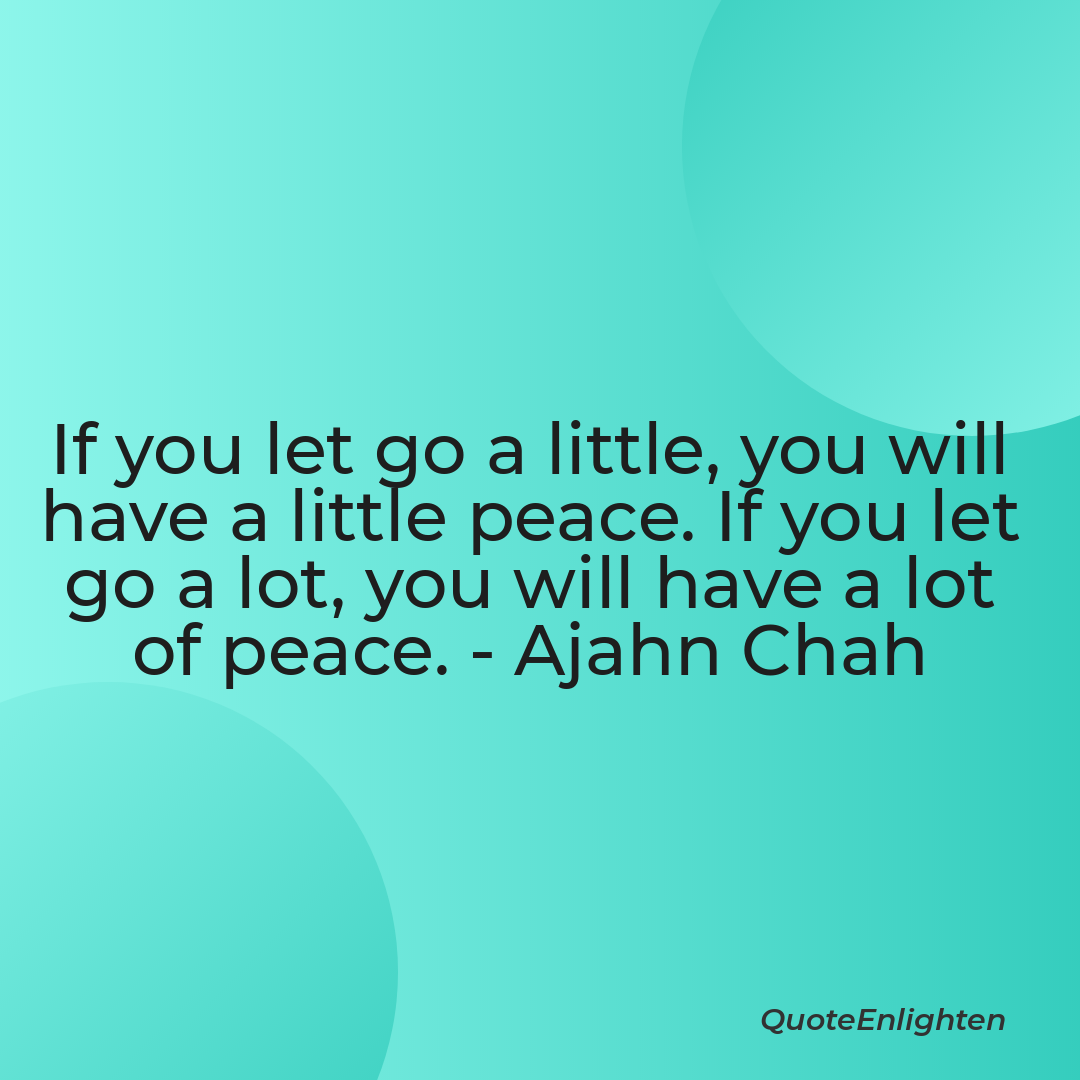 If you let go a little, you will
have a little peace. If you let
go a lot, you will have a lot
of peace. - Ajahn Chah
QuoteEnlighten